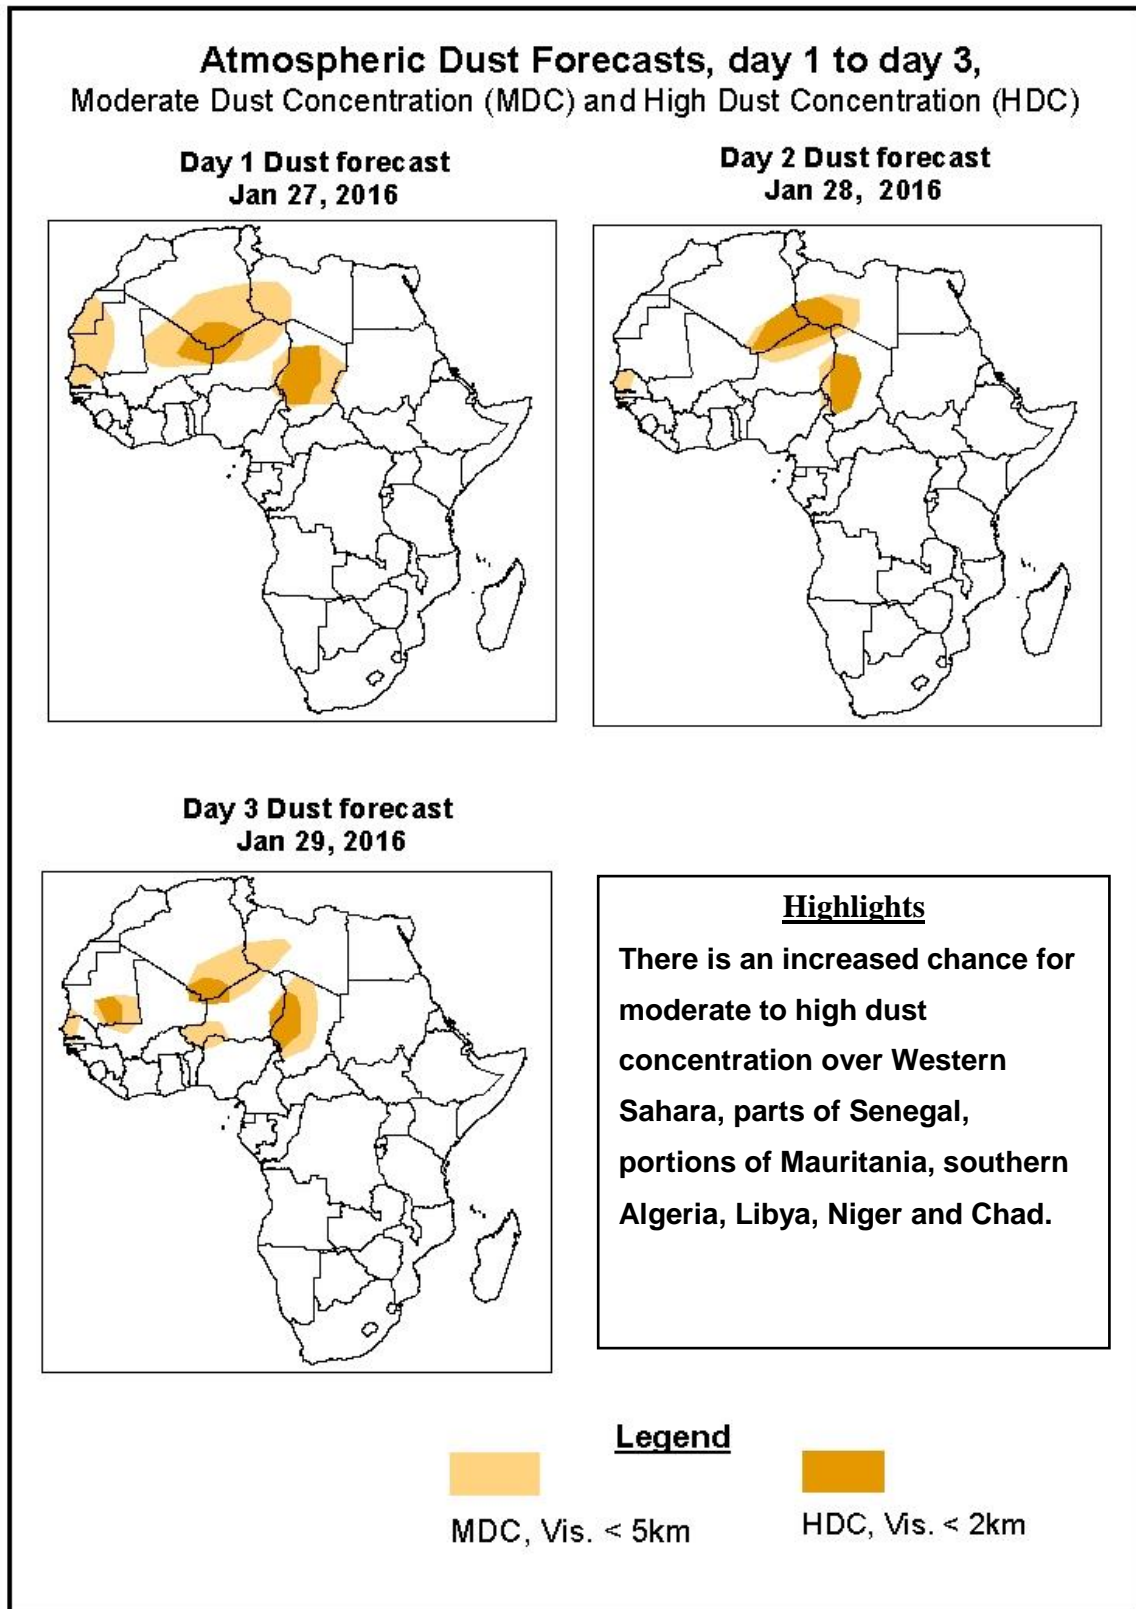 Atmospheric Dust Forecasts, day 1 to day 3,
Moderate Dust Concentration (MDC) and High Dust Concentration (HDC)
Day 1 Dust forecast
Jan 27, 2016
Day 2 Dust forecast
Jan 28, 2016
Day 3 Dust forecast
Jan 29, 2016
Highlights
There is an increased chance for
moderate to high dust
concentration over Western
Sahara, parts of Senegal,
portions of Mauritania, southern
Algeria, Libya, Niger and Chad.
Legend
MDC, Vis. < 5km
HDC, Vis. < 2km